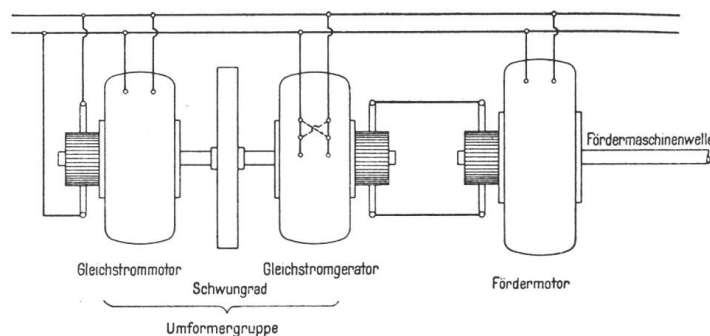 Fördermaschinenwelle
Gleichstrommotor
Gleichstromgerator
Fördermotor
Schwungrad
Umformergruppe